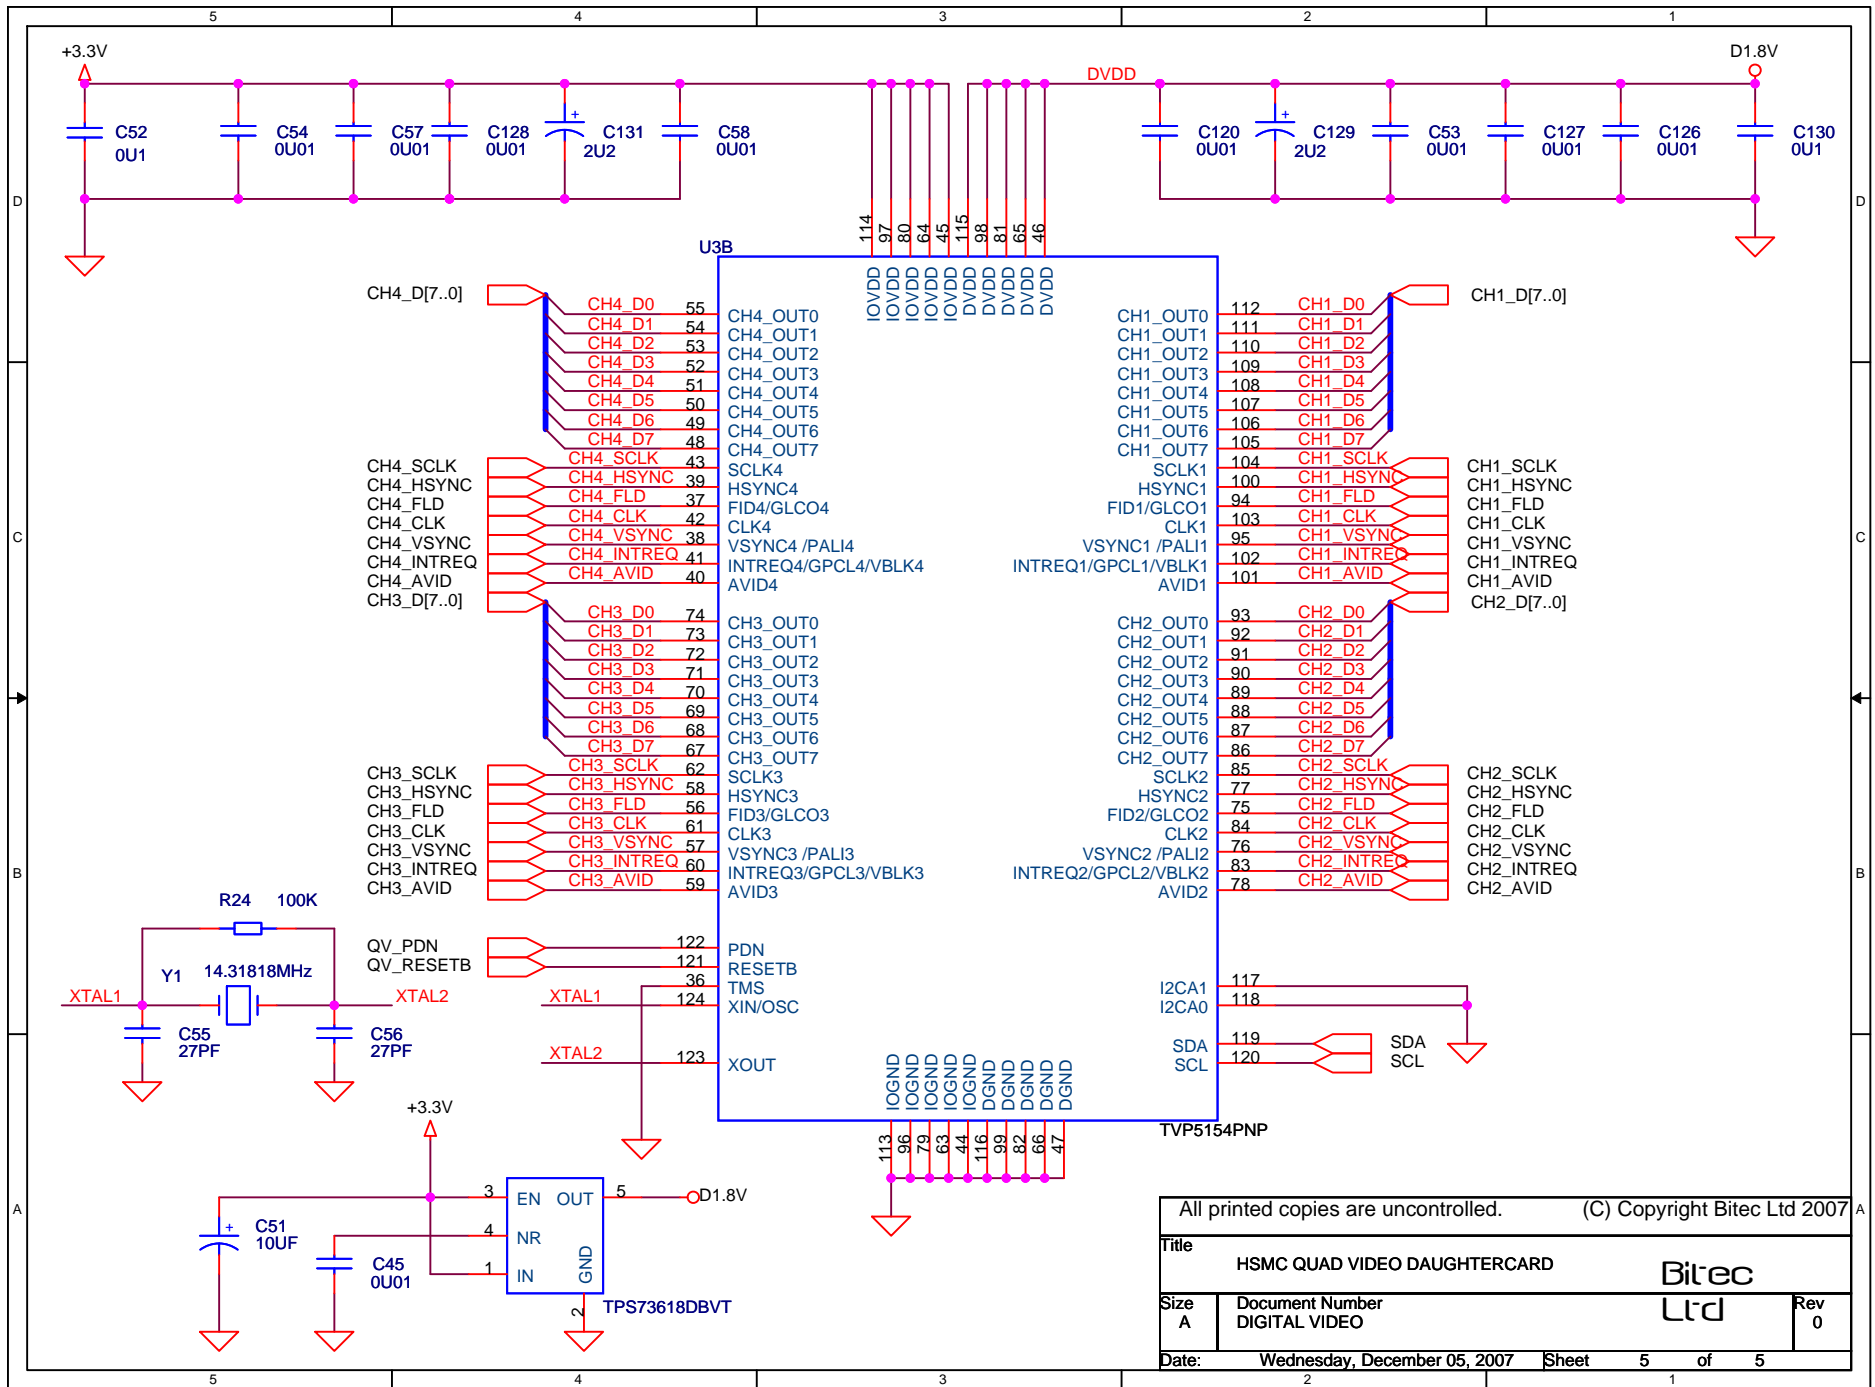 5 4 3 2 1
+3.3V
D1.8V
DVDD
C52 0U1
C54 0U01
C57 0U01
C128 0U01
C131 2U2
C58 0U01
C120 0U01
C129 2U2
C53 0U01
C127 0U01
C126 0U01
C130 0U1
D D
114 97 80 64 45 115 98 81 65 46
U3B
IOVDD IOVDD IOVDD IOVDD IOVDD DVDD DVDD DVDD DVDD DVDD
CH4_D[7..0] CH1_D[7..0]
CH4_D0 55 CH4_OUT0 CH1_OUT0 112 CH1_D0
CH4_D1 54 CH4_OUT1 CH1_OUT1 111 CH1_D1
CH4_D2 53 CH4_OUT2 CH1_OUT2 110 CH1_D2
CH4_D3 52 CH4_OUT3 CH1_OUT3 109 CH1_D3
CH4_D4 51 CH4_OUT4 CH1_OUT4 108 CH1_D4
CH4_D5 50 CH4_OUT5 CH1_OUT5 107 CH1_D5
CH4_D6 49 CH4_OUT6 CH1_OUT6 106 CH1_D6
CH4_D7 48 CH4_OUT7 CH1_OUT7 105 CH1_D7
CH4_SCLK CH4_SCLK 43 SCLK4 SCLK1 104 CH1_SCLK CH1_SCLK
CH4_HSYNC CH4_HSYNC 39 HSYNC4 HSYNC1 100 CH1_HSYNC CH1_HSYNC
CH4_FLD CH4_FLD 37 FID4/GLCO4 FID1/GLCO1 94 CH1_FLD CH1_FLD
CH4_CLK CH4_CLK 42 CLK4 CLK1 103 CH1_CLK CH1_CLK
C C
CH4_VSYNC CH4_VSYNC 38 VSYNC4 /PALI4 VSYNC1 /PALI1 95 CH1_VSYNC CH1_VSYNC
CH4_INTREQ CH4_INTREQ 41 INTREQ4/GPCL4/VBLK4 INTREQ1/GPCL1/VBLK1 102 CH1_INTREQ CH1_INTREQ
CH4_AVID CH4_AVID 40 AVID4 AVID1 101 CH1_AVID CH1_AVID
CH3_D[7..0] CH2_D[7..0]
CH3_D0 74 CH3_OUT0 CH2_OUT0 93 CH2_D0
CH3_D1 73 CH3_OUT1 CH2_OUT1 92 CH2_D1
CH3_D2 72 CH3_OUT2 CH2_OUT2 91 CH2_D2
CH3_D3 71 CH3_OUT3 CH2_OUT3 90 CH2_D3
CH3_D4 70 CH3_OUT4 CH2_OUT4 89 CH2_D4
CH3_D5 69 CH3_OUT5 CH2_OUT5 88 CH2_D5
CH3_D6 68 CH3_OUT6 CH2_OUT6 87 CH2_D6
CH3_D7 67 CH3_OUT7 CH2_OUT7 86 CH2_D7
CH3_SCLK CH3_SCLK 62 SCLK3 SCLK2 85 CH2_SCLK CH2_SCLK
CH3_HSYNC CH3_HSYNC 58 HSYNC3 HSYNC2 77 CH2_HSYNC CH2_HSYNC
CH3_FLD CH3_FLD 56 FID3/GLCO3 FID2/GLCO2 75 CH2_FLD CH2_FLD
CH3_CLK CH3_CLK 61 CLK3 CLK2 84 CH2_CLK CH2_CLK
CH3_VSYNC CH3_VSYNC 57 VSYNC3 /PALI3 VSYNC2 /PALI2 76 CH2_VSYNC CH2_VSYNC
CH3_INTREQ CH3_INTREQ 60 INTREQ3/GPCL3/VBLK3 INTREQ2/GPCL2/VBLK2 83 CH2_INTREQ CH2_INTREQ
B B
CH3_AVID CH3_AVID 59 AVID3 AVID2 78 CH2_AVID CH2_AVID
R24 100K
QV_PDN 122 PDN
QV_RESETB 121 RESETB
Y1 14.31818MHz
XTAL1 XTAL2
36 TMS
XTAL1 124 XIN/OSC
I2CA1 117
I2CA0 118
C55 27PF
C56 27PF
SDA 119 SDA
SCL 120 SCL
XTAL2 123 XOUT
IOGND IOGND IOGND IOGND IOGND DGND DGND DGND DGND DGND
113 96 79 63 44 116 99 82 66 47
TVP5154PNP
+3.3V
3 EN OUT 5 D1.8V
4 NR
1 IN
GND
2
TPS73618DBVT
C51 10UF
C45 0U01
A A
All printed copies are uncontrolled. (C) Copyright Bitec Ltd 2007
Title
HSMC QUAD VIDEO DAUGHTERCARD
Bitec
Ltd
Size Document Number Rev
A DIGITAL VIDEO 0
Date: Wednesday, December 05, 2007 Sheet 5 of 5
5 4 3 2 1